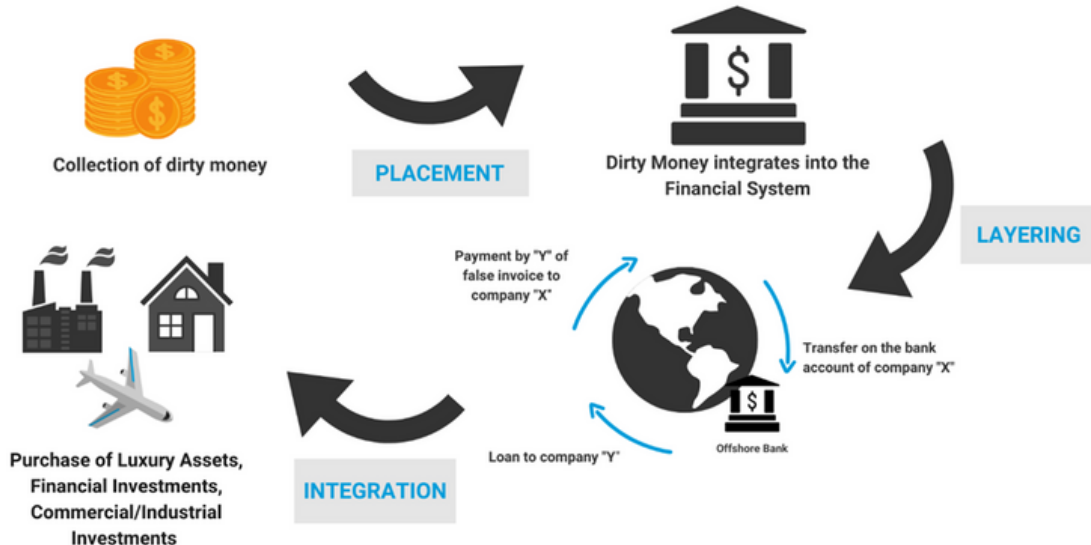 Collection of dirty money
PLACEMENT
$
Dirty Money integrates into the
Financial System
LAYERING
Payment by "Y" of
false invoice to
company "X"
Transfer on the bank
account of company "X"
$
Offshore Bank
Loan to company "Y"
INTEGRATION
Purchase of Luxury Assets,
Financial Investments,
Commercial/Industrial
Investments